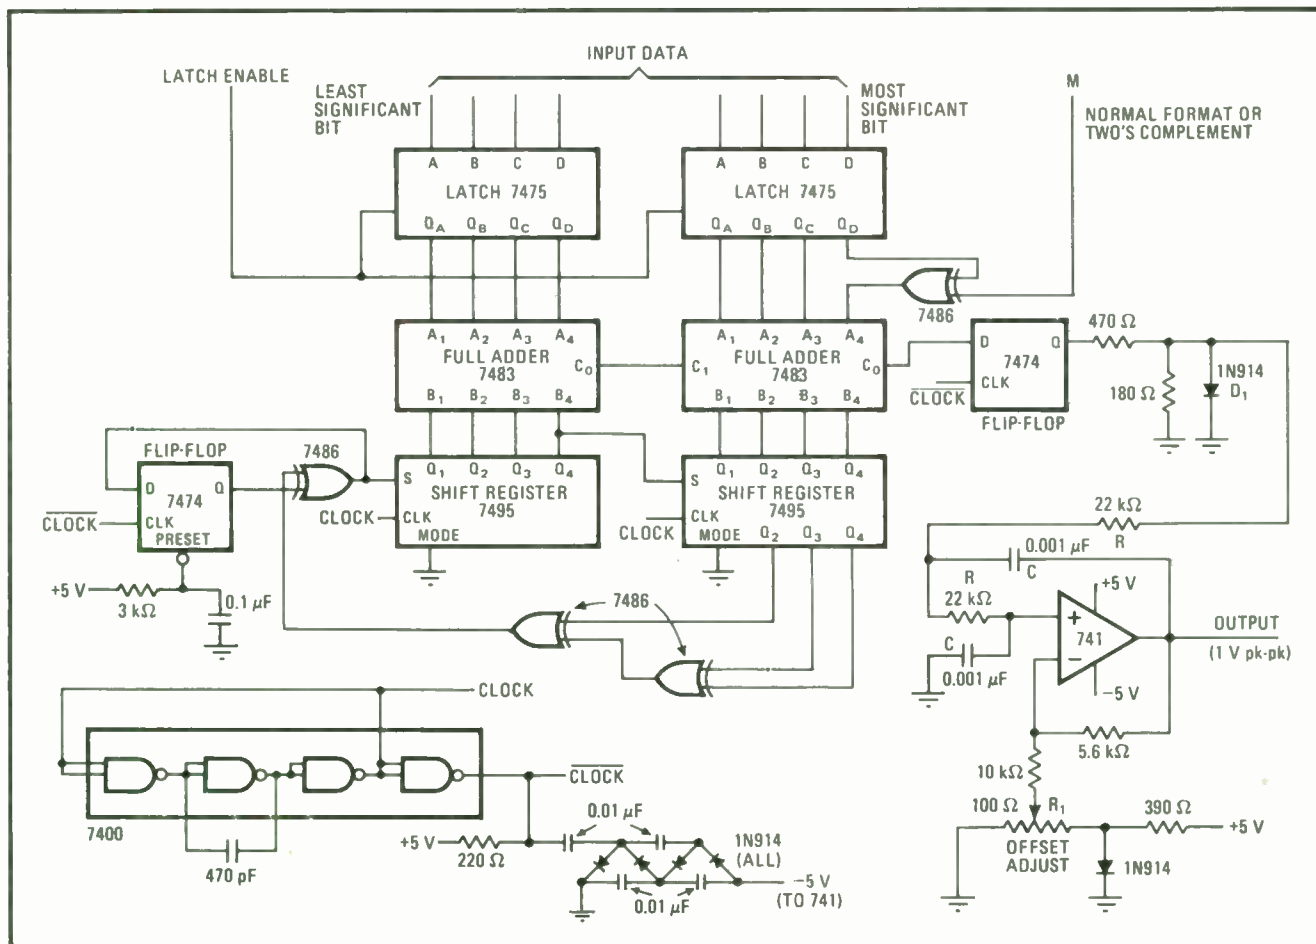 INPUT DATA
LATCH ENABLE
LEAST
SIGNIFICANT
BIT
MOST
SIGNIFICANT
BIT
M
NORMAL FORMAT OR
TWO'S COMPLEMENT
A B C D
LATCH 7475
QA QB QC QD
A B C D
LATCH 7475
QA QB QC QD
7486
A1 A2 A3 A4
FULL ADDER
7483
C0
B1 B2 B3 B4
A1 A2 A3 A4
C1
FULL ADDER
7483
C0
B1 B2 B3 B4
D Q
7474
CLK
CLOCK
FLIP-FLOP
470 Ω
180 Ω
1N914
D1
FLIP-FLOP
D Q
7474
CLK
PRESET
CLOCK
7486
+5 V
3 kΩ
0.1 µF
Q1 Q2 Q3 Q4
S
SHIFT REGISTER
7495
CLK
MODE
CLOCK
Q1 Q2 Q3 Q4
S
SHIFT REGISTER
7495
CLK
MODE Q2 Q3 Q4
CLOCK
7486
22 kΩ
R
0.001 µF
C
R
22 kΩ
C
0.001 µF
+5 V
+
741
−
−5 V
OUTPUT
(1 V pk-pk)
5.6 kΩ
10 kΩ
100 Ω R1
OFFSET
ADJUST
390 Ω
+5 V
1N914
CLOCK
CLOCK
7400
470 pF
+5 V
220 Ω
0.01 µF
1N914
(ALL)
0.01 µF
−5 V
(TO 741)